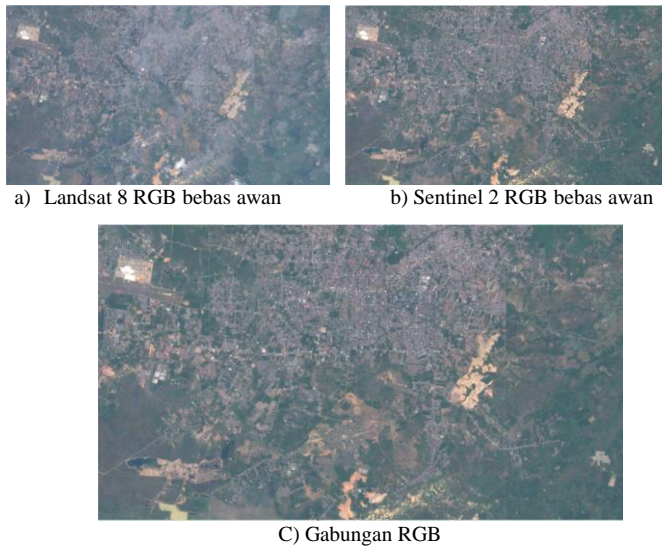 a) Landsat 8 RGB bebas awan
b) Sentinel 2 RGB bebas awan
C) Gabungan RGB